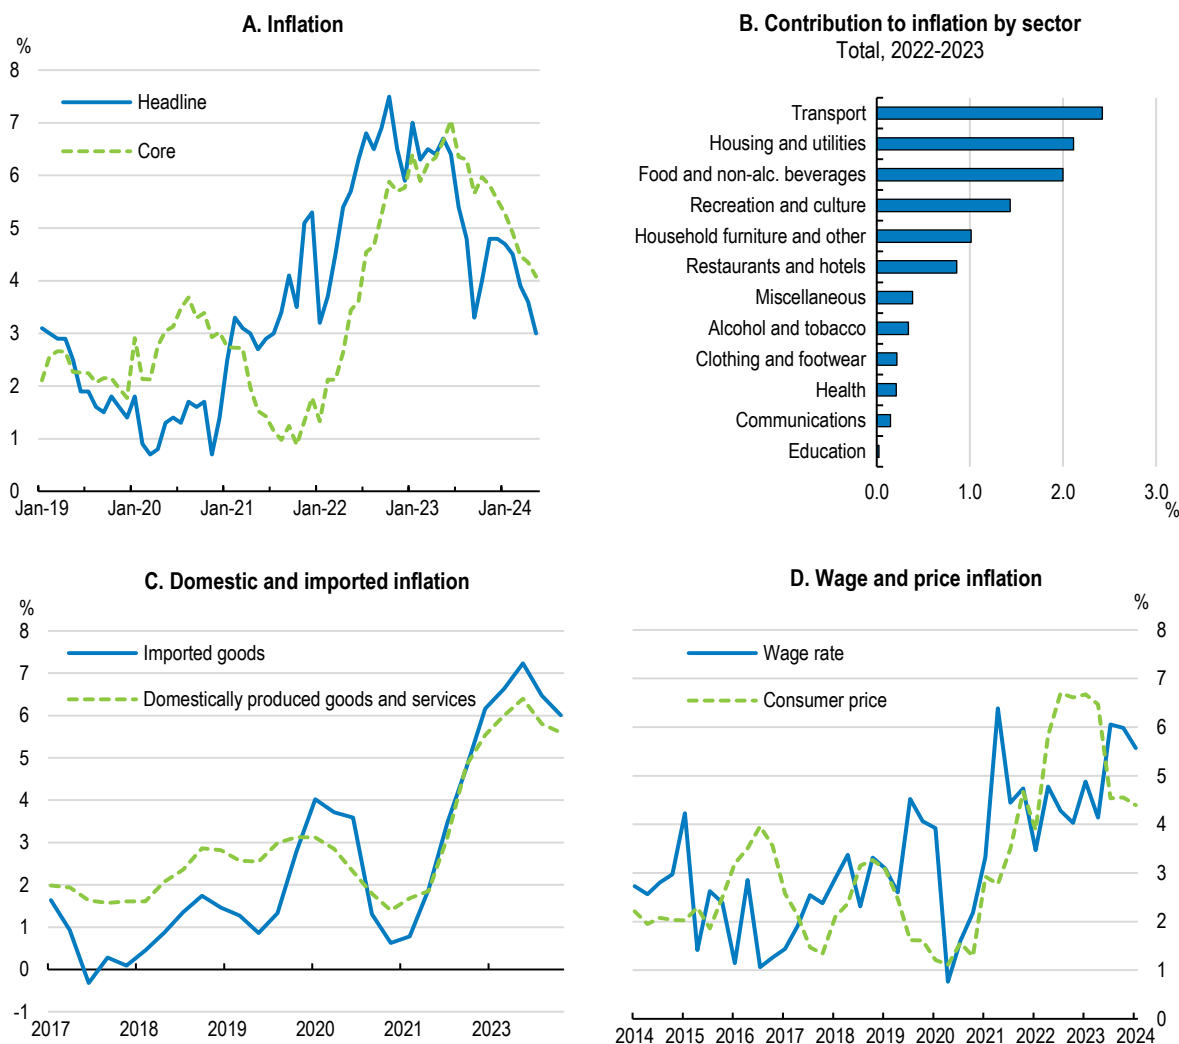 A. Inflation
%
8
7
6
5
4
3
2
1
0
Headline
Core
Jan-19 Jan-20 Jan-21 Jan-22 Jan-23 Jan-24
B. Contribution to inflation by sector
Total, 2022-2023
Transport
Housing and utilities
Food and non-alc. beverages
Recreation and culture
Household furniture and other
Restaurants and hotels
Miscellaneous
Alcohol and tobacco
Clothing and footwear
Health
Communications
Education
0.0 1.0 2.0 3.0
%
C. Domestic and imported inflation
%
8
7
6
5
4
3
2
1
0
-1
Imported goods
Domestically produced goods and services
2017 2018 2019 2020 2021 2023
D. Wage and price inflation
%
8
7
6
5
4
3
2
1
0
Wage rate
Consumer price
2014 2015 2016 2017 2018 2019 2020 2021 2022 2023 2024